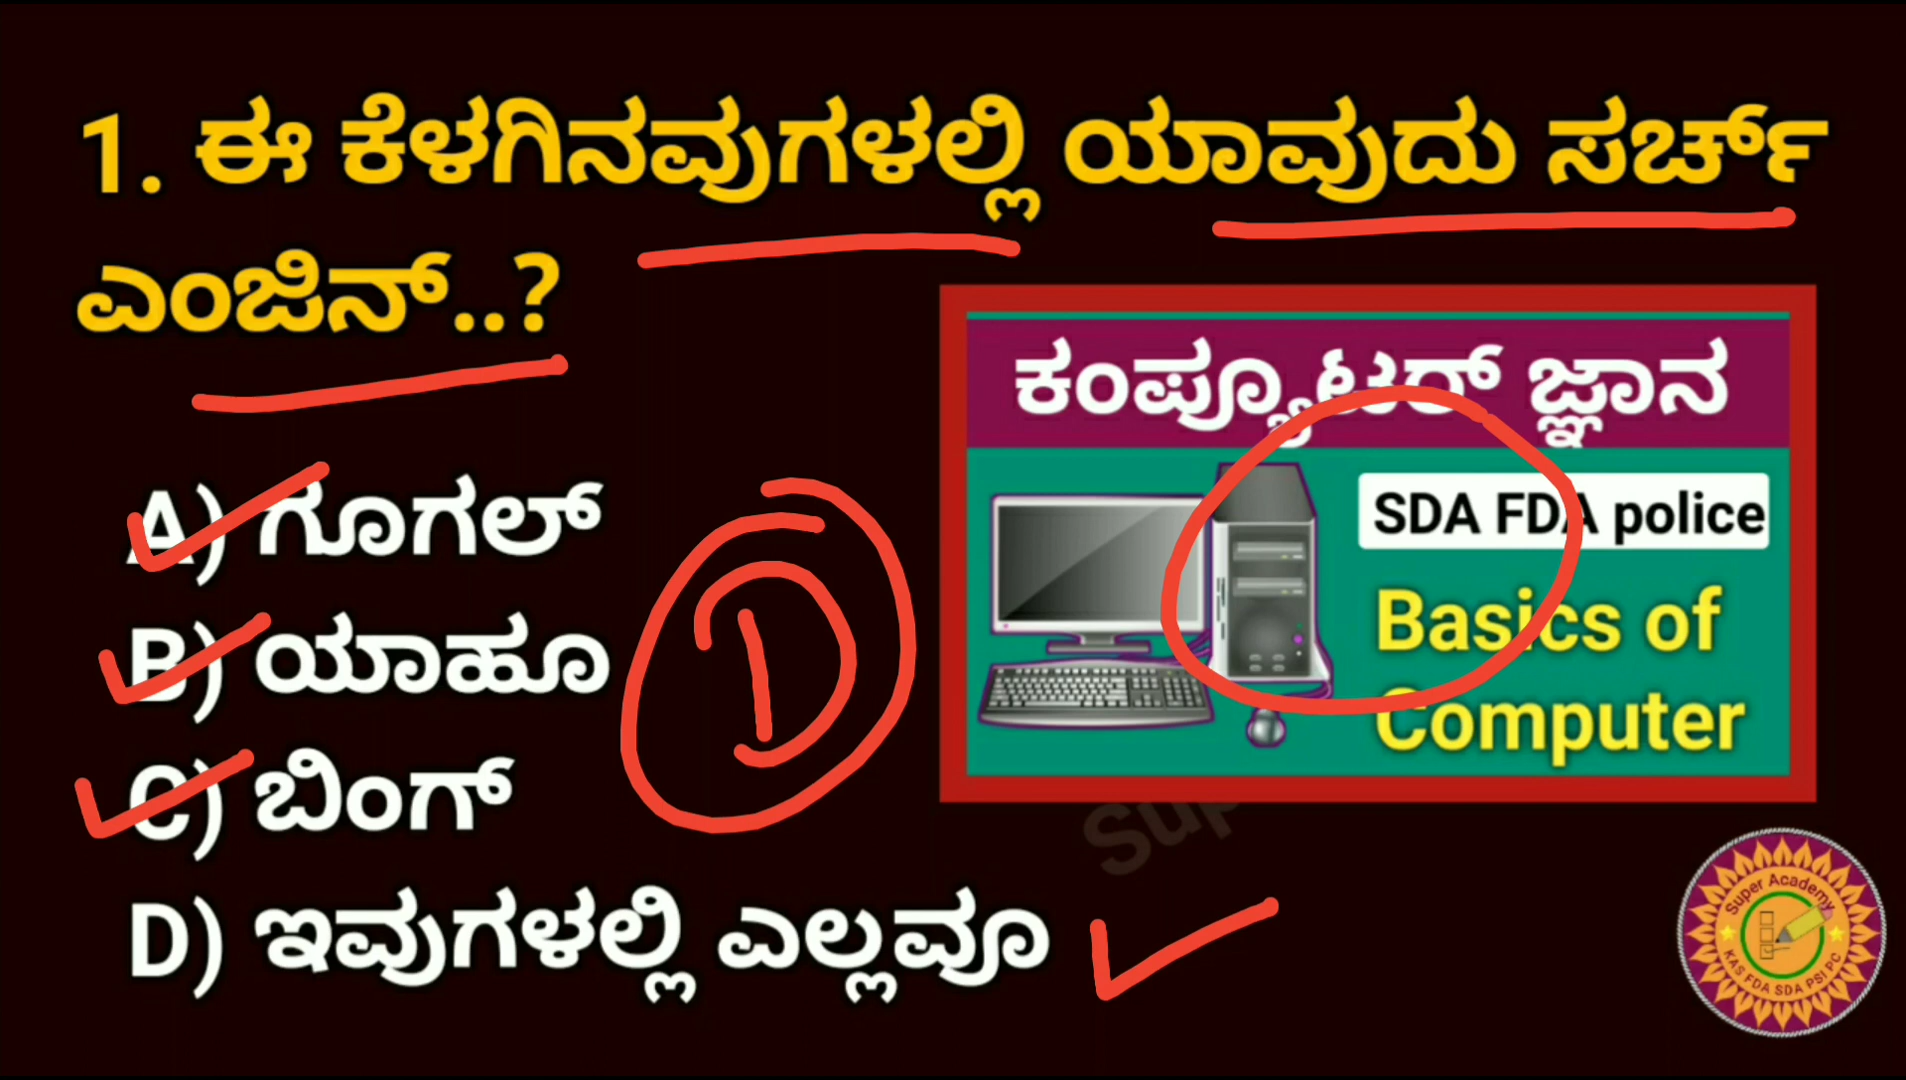 1. ಈ ಕೆಳಗಿನವುಗಳಲ್ಲಿ ಯಾವುದು ಸರ್ಚ್
ಎಂಜಿನ್..?
ಕಂಪ್ಯೂಟರ್ ಜ್ಞಾನ
SDA FDA police
Basics of
Computer
A) ಗೂಗಲ್
B) ಯಾಹೂ
C) ಬಿಂಗ್
D) ಇವುಗಳಲ್ಲಿ ಎಲ್ಲವೂ
D
Sup
Super Academy
KAS FDA SDA PSI PC